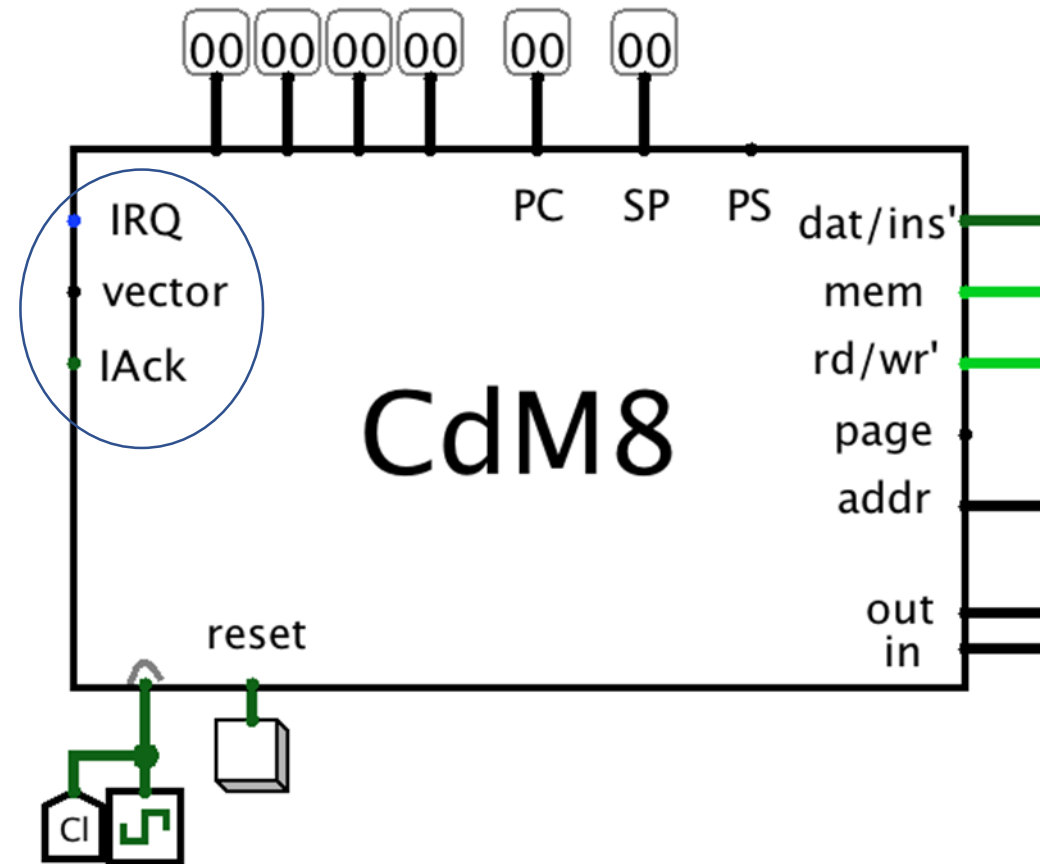 00 00 00 00 00 00
PC SP PS
IRQ
dat/ins'
vector
mem
IAck
rd/wr'
CdM8
page
addr
out
reset
in
Cl